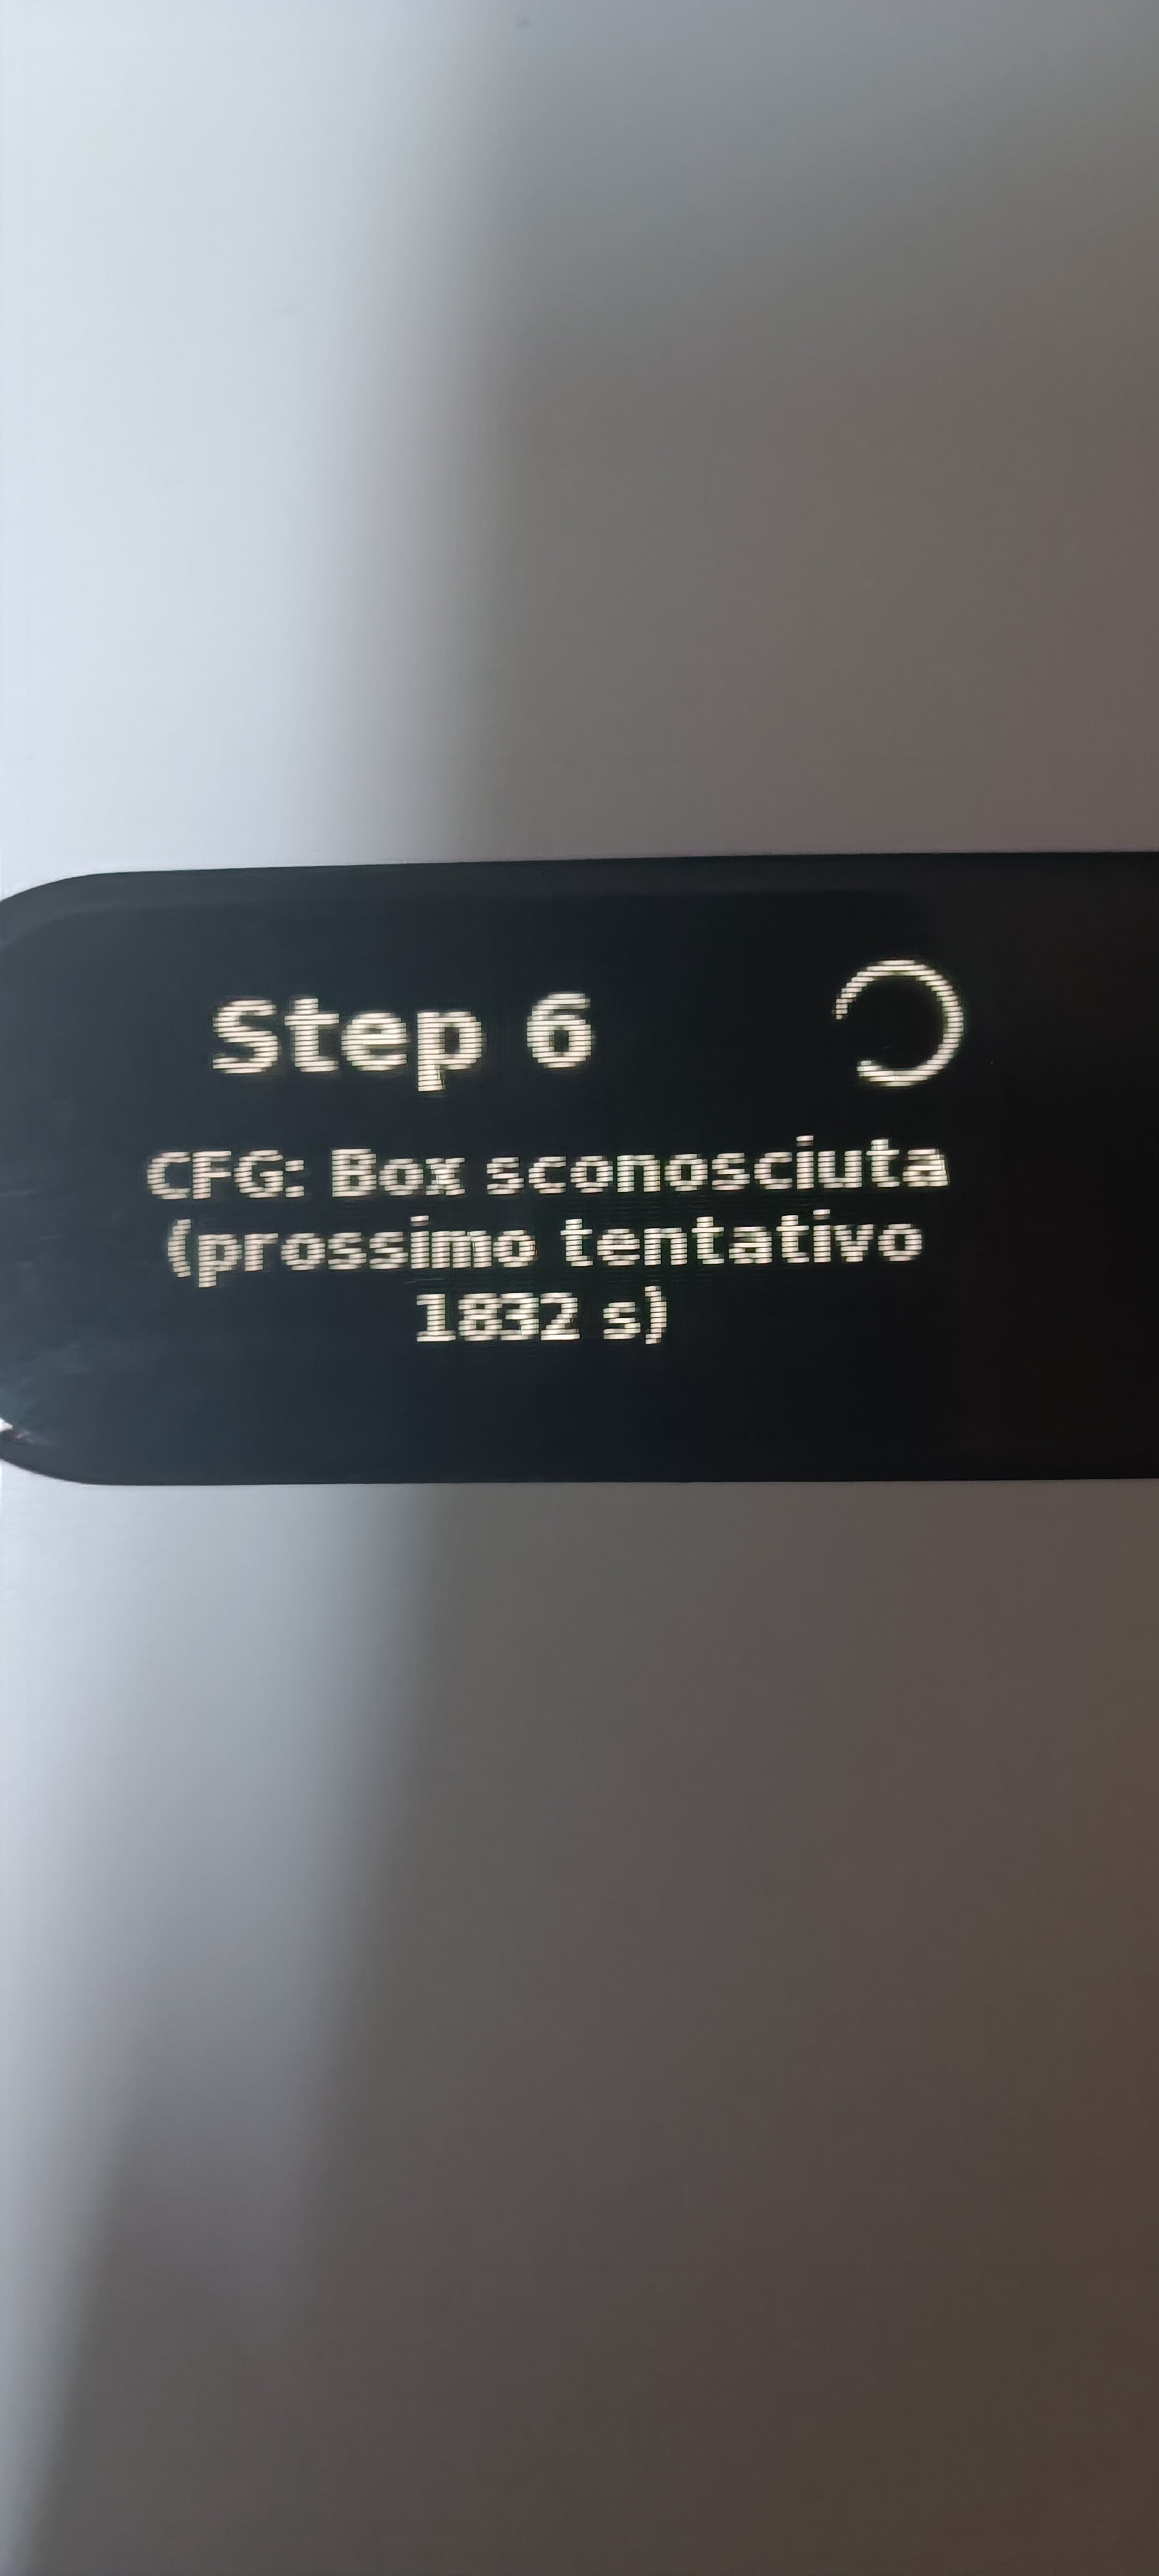 Step 6
CFG: Box sconosciuta
(prossimo tentativo
1832 s)